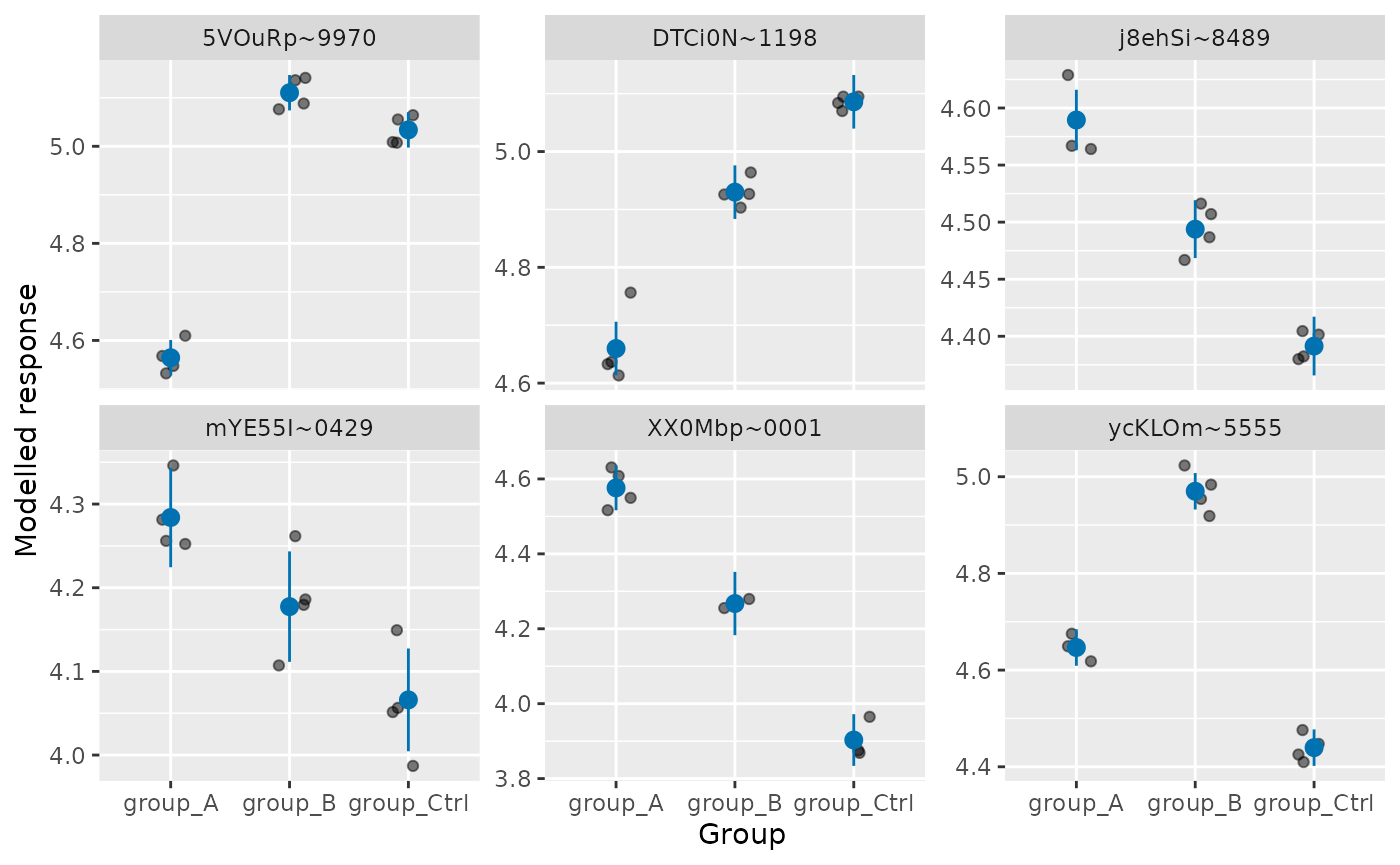 5VOuRp~9970
DTCi0N~1198
j8ehSi~8489
5.0
4.8
4.6
5.0
4.8
4.6
4.60
4.55
4.50
4.45
4.40
Modelled response
mYE55I~0429
XX0Mbp~0001
ycKLOm~5555
4.3
4.2
4.1
4.0
4.6
4.4
4.2
4.0
3.8
5.0
4.8
4.6
4.4
group_A group_B group_Ctrl
group_A group_B group_Ctrl
group_A group_B group_Ctrl
Group